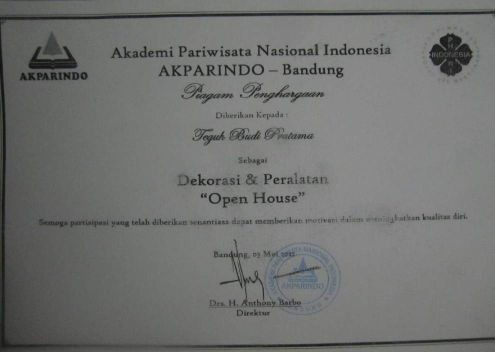 AKPARINDO
Akademi Pariwisata Nasional Indonesia
AKPARINDO – Bandung
INDONESIA
Piagam Penghargaan
Diberikan Kepada :
Teguh Budi Pratama
Sebagai
Dekorasi & Peralatan
“Open House”
Semoga partisipasi yang telah diberikan senantiasa dapat memberikan motivasi dalam meningkatkan kualitas diri.
Bandung, 03 Mei
AKPARINDO
Drs. H. Anthony Barbo
Direktur